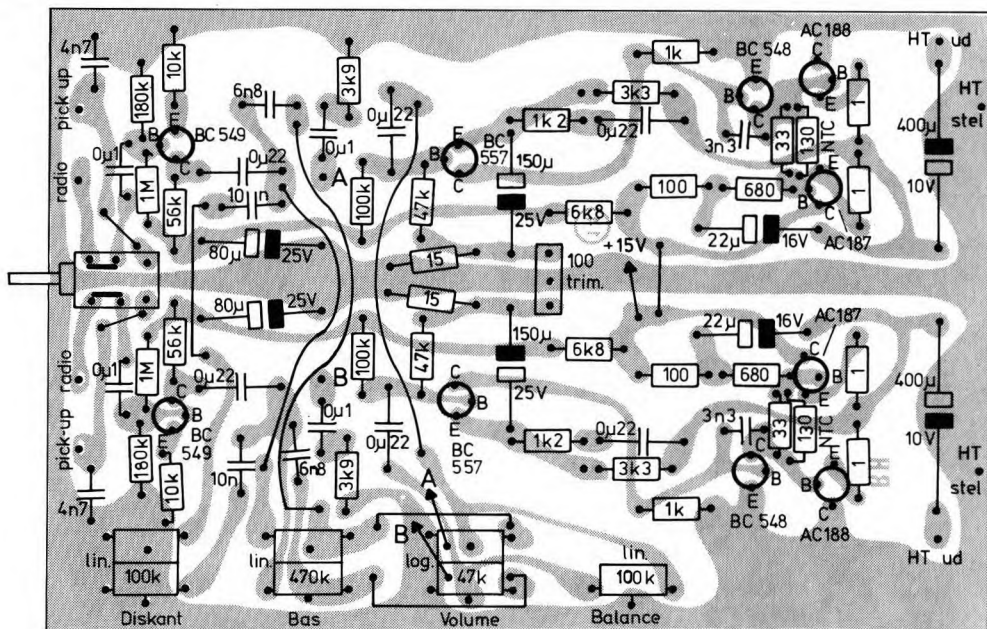 4n7
pick up
180k
10k
6n8
3k9
0µ22
1k
BC 548
AC188
HT ud
HT
stel
E
B
C
BC 549
0µ1
0µ22
0µ1
E
B
C
BC
557
1k2
3k3
0µ22
E
B
C
C
B
E
1
400µ
10V
3n3
33
130
NTC
radio
1M
56k
10n
A
100k
47k
150µ
25V
6k8
100
680
E
B
C
1
AC187
22µ
16V
80µ
25V
15
+15V
100
trim.
80µ
25V
15
150µ
25V
6k8
22µ
16V
AC187
radio
0µ1
1M
56k
0µ22
100k
47k
100
680
C
B
E
1
400µ
10V
B
C
B
E
BC
549
0µ1
0µ22
C
B
E
BC
557
1k2
0µ22
3k3
3n3
33
130
NTC
pick-up
180k
10k
10n
6n8
3k9
A
C
B
E
BC 548
E
B
C
AC188
1
HT
stel
4n7
1k
B
HT ud
lin.
100k
Diskant
lin.
470k
Bas
log.
47k
Volume
lin.
100k
Balance